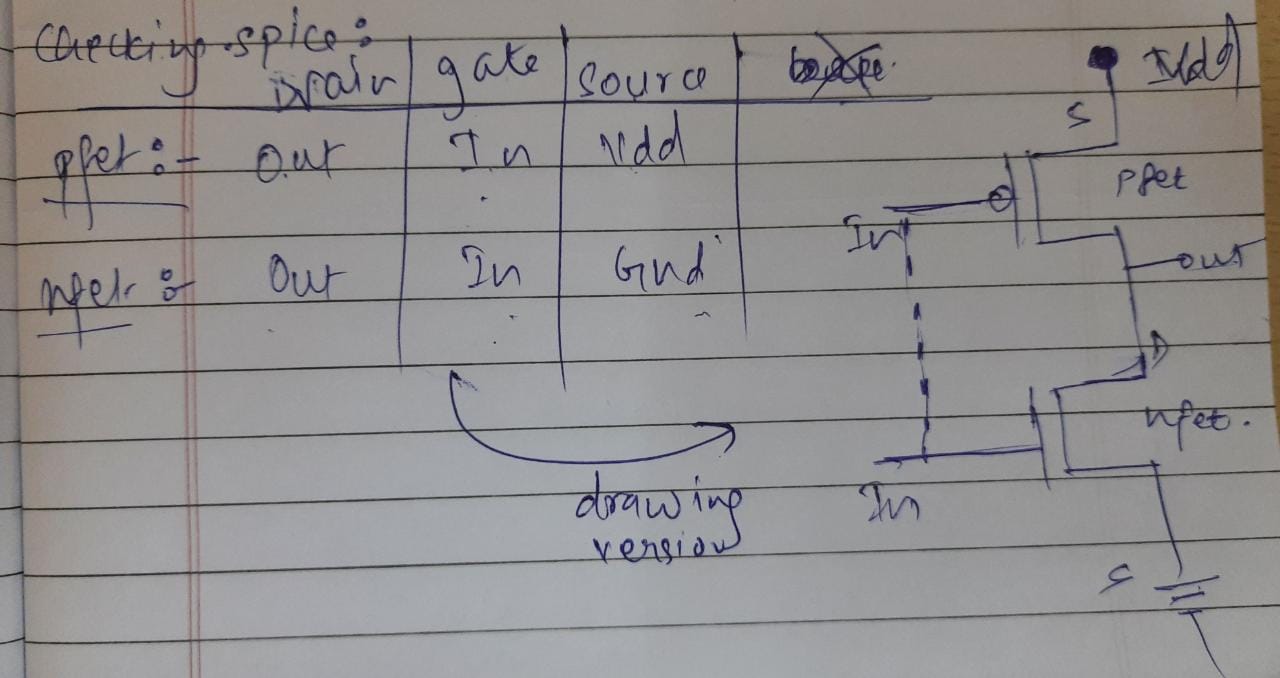 Checking spice:
Drain gate source
pfet :- Out In Vdd
nfet :- Out In Gnd
drawing
version
Vdd
S
pfet
In
out
D
nfet.
In
S